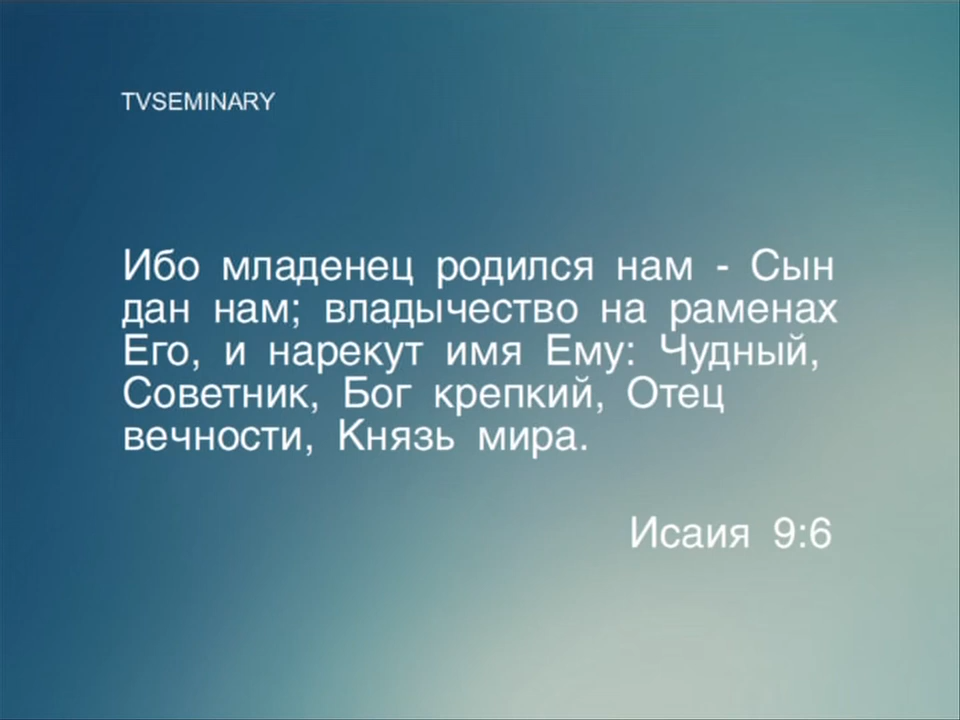 TVSEMINARY
Ибо младенец родился нам - Сын
дан нам; владычество на раменах
Его, и нарекут имя Ему: Чудный,
Советник, Бог крепкий, Отец
вечности, Князь мира.
Исаия 9:6